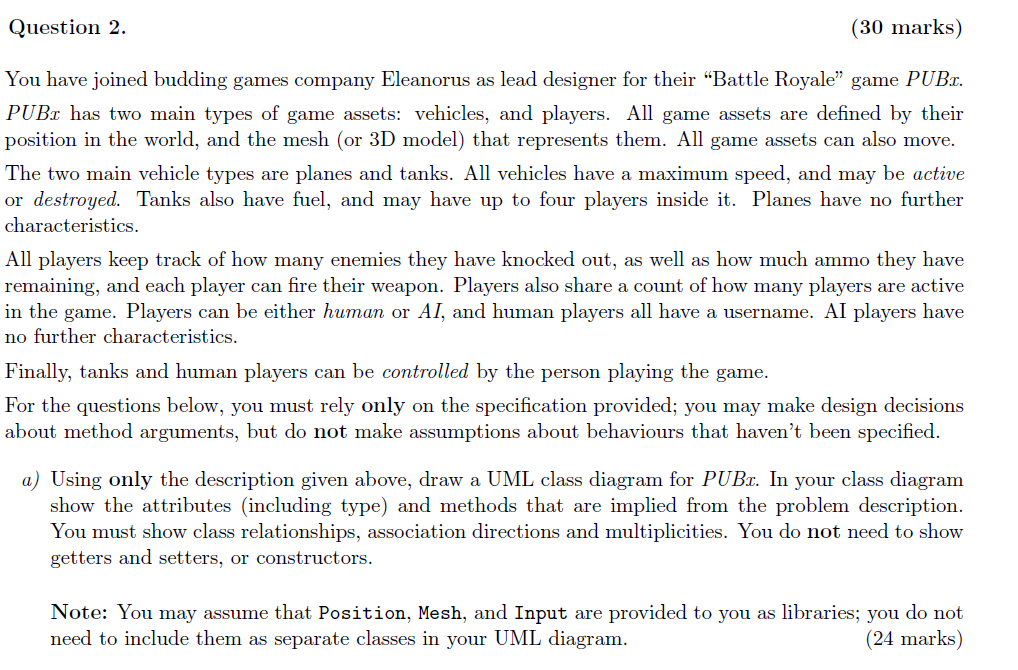 Question 2. (30 marks)
You have joined budding games company Eleanorus as lead designer for their “Battle Royale” game PUBx.
PUBx has two main types of game assets: vehicles, and players. All game assets are defined by their
position in the world, and the mesh (or 3D model) that represents them. All game assets can also move.
The two main vehicle types are planes and tanks. All vehicles have a maximum speed, and may be active
or destroyed. Tanks also have fuel, and may have up to four players inside it. Planes have no further
characteristics.
All players keep track of how many enemies they have knocked out, as well as how much ammo they have
remaining, and each player can fire their weapon. Players also share a count of how many players are active
in the game. Players can be either human or AI, and human players all have a username. AI players have
no further characteristics.
Finally, tanks and human players can be controlled by the person playing the game.
For the questions below, you must rely only on the specification provided; you may make design decisions
about method arguments, but do not make assumptions about behaviours that haven’t been specified.
a) Using only the description given above, draw a UML class diagram for PUBx. In your class diagram
show the attributes (including type) and methods that are implied from the problem description.
You must show class relationships, association directions and multiplicities. You do not need to show
getters and setters, or constructors.
Note: You may assume that Position, Mesh, and Input are provided to you as libraries; you do not
need to include them as separate classes in your UML diagram. (24 marks)